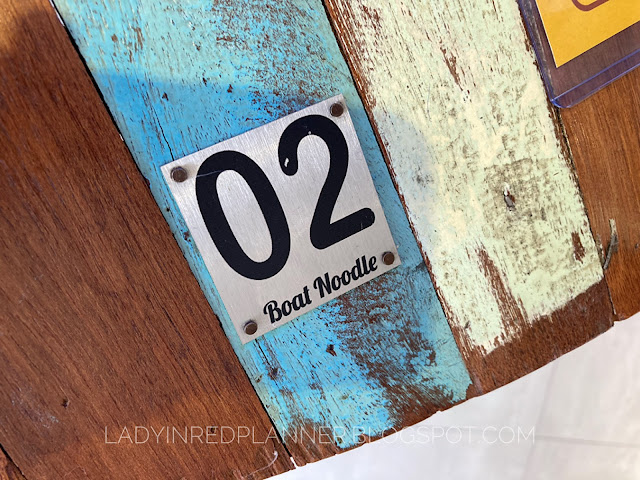 02
Boat Noodle
LADYINREDPLANNER.BLOGSPOT.COM